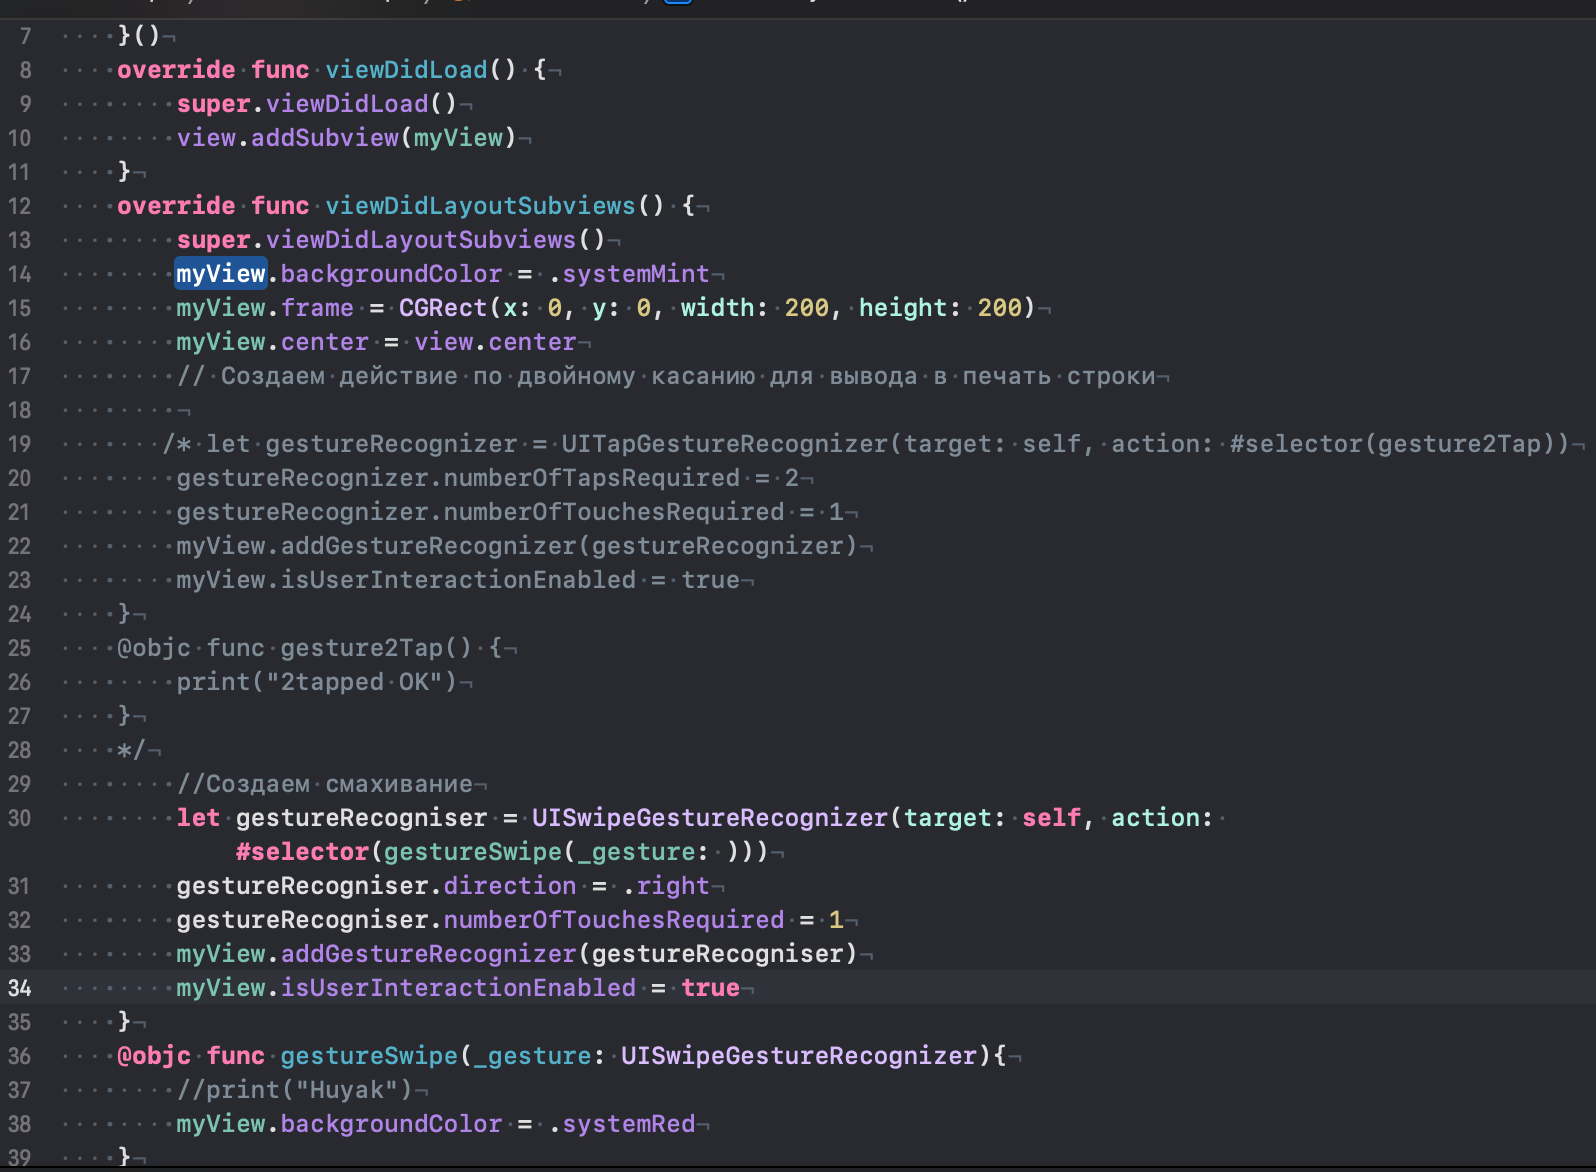 7 }()
8 override func viewDidLoad() {
9 super.viewDidLoad()
10 view.addSubview(myView)
11 }
12 override func viewDidLayoutSubviews() {
13 super.viewDidLayoutSubviews()
14 myView.backgroundColor = .systemMint
15 myView.frame = CGRect(x: 0, y: 0, width: 200, height: 200)
16 myView.center = view.center
17 // Создаем действие по двойному касанию для вывода в печать строки
18
19 /* let gestureRecognizer = UITapGestureRecognizer(target: self, action: #selector(gesture2Tap))
20 gestureRecognizer.numberOfTapsRequired = 2
21 gestureRecognizer.numberOfTouchesRequired = 1
22 myView.addGestureRecognizer(gestureRecognizer)
23 myView.isUserInteractionEnabled = true
24 }
25 @objc func gesture2Tap() {
26 print("2tapped OK")
27 }
28 */
29 //Создаем смахивание
30 let gestureRecogniser = UISwipeGestureRecognizer(target: self, action:
#selector(gestureSwipe(_gesture: )))
31 gestureRecogniser.direction = .right
32 gestureRecogniser.numberOfTouchesRequired = 1
33 myView.addGestureRecognizer(gestureRecogniser)
34 myView.isUserInteractionEnabled = true
35 }
36 @objc func gestureSwipe(_gesture: UISwipeGestureRecognizer){
37 //print("Huyak")
38 myView.backgroundColor = .systemRed
39 }